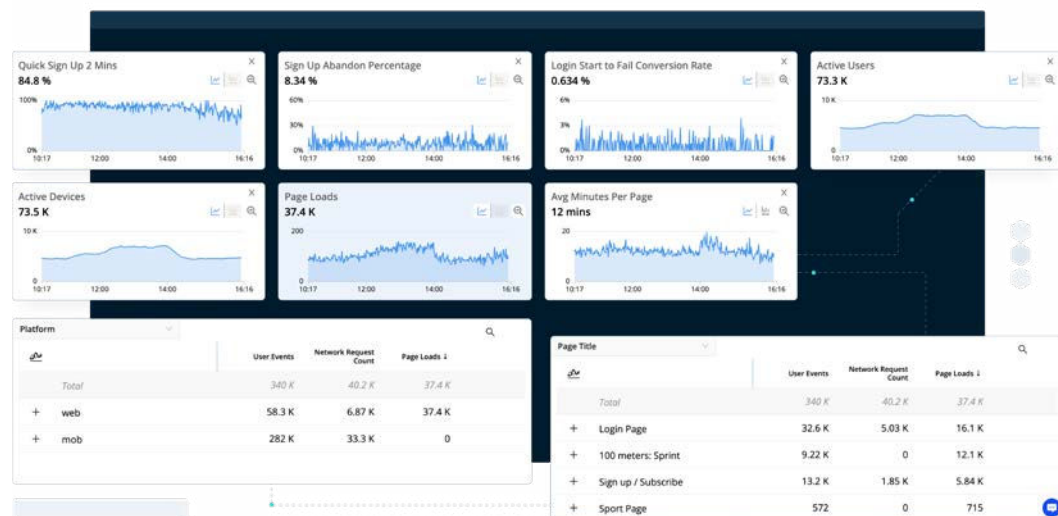 Quick Sign Up 2 Mins
84.8 %
100%
0%
10:17 12:00 14:00 16:16
Sign Up Abandon Percentage
8.34 %
60%
30%
0%
10:17 12:00 14:00 16:16
Login Start to Fail Conversion Rate
0.634 %
6%
3%
0%
10:17 12:00 14:00 16:16
Active Users
73.3 K
10 K
0
10:17 12:00 14:00 16:16
Active Devices
73.5 K
10 K
0
10:17 12:00 14:00 16:16
Page Loads
37.4 K
200
0
10:17 12:00 14:00 16:16
Avg Minutes Per Page
12 mins
20
0
10:17 12:00 14:00 16:16
Platform
User Events Network Request Count Page Loads ↓
Total 340 K 40.2 K 37.4 K
+ web 58.3 K 6.87 K 37.4 K
+ mob 282 K 33.3 K 0
Page Title
User Events Network Request Count Page Loads ↓
Total 340 K 40.2 K 37.4 K
+ Login Page 32.6 K 5.03 K 16.1 K
+ 100 meters: Sprint 9.22 K 0 12.1 K
+ Sign up / Subscribe 13.2 K 1.85 K 5.84 K
+ Sport Page 572 0 715